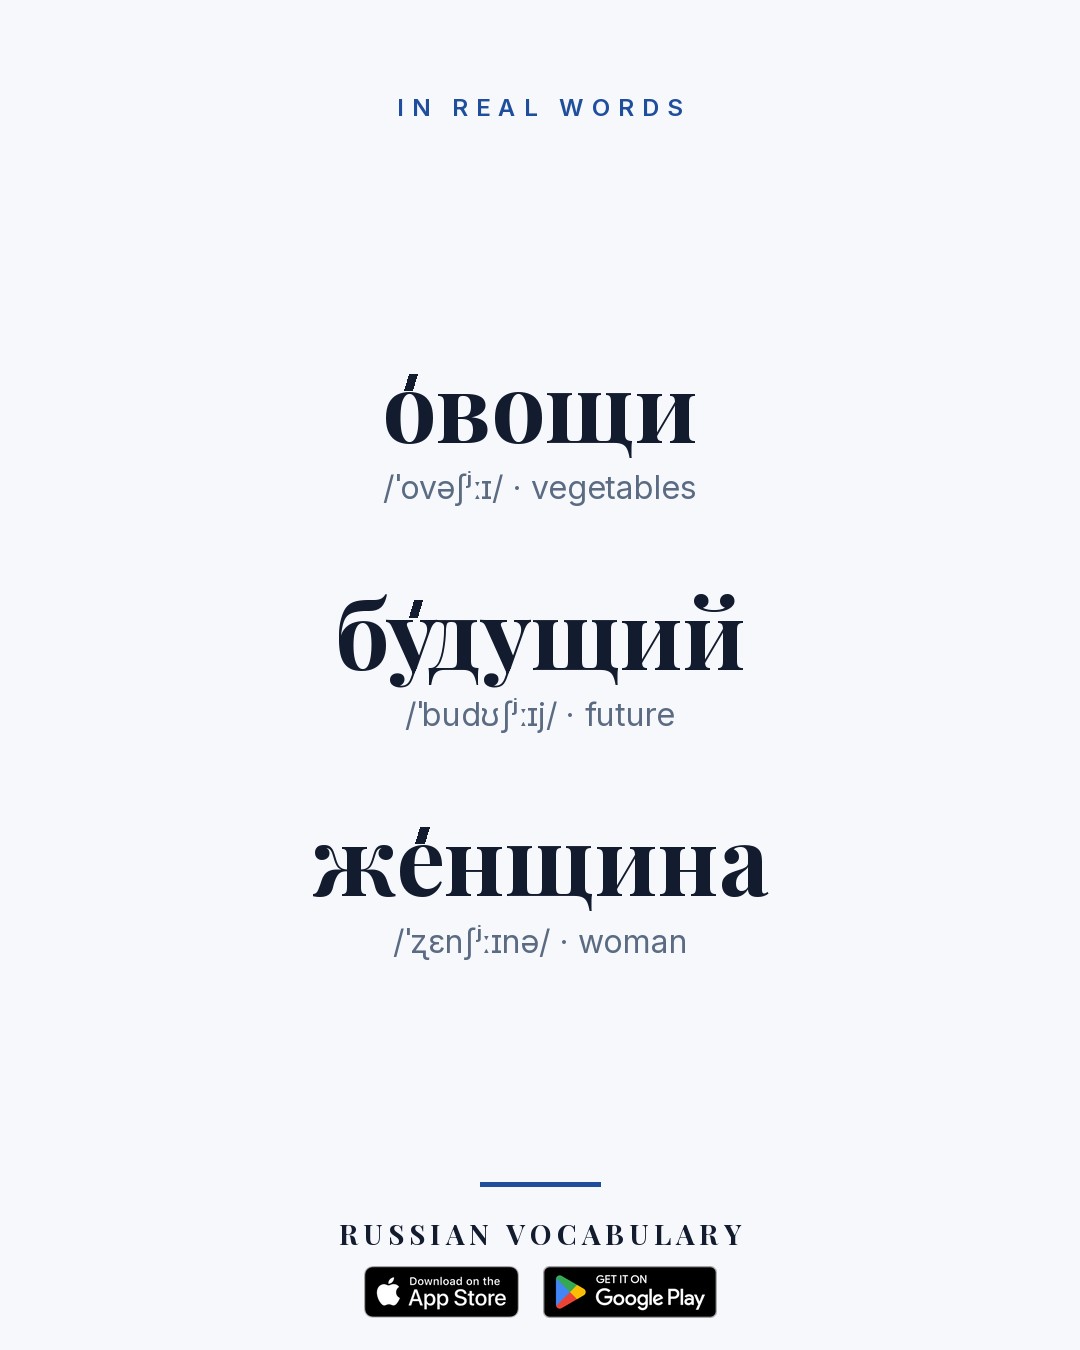 IN REAL WORDS
о́вощи
/ˈovəʃʲːɪ/ · vegetables
бу́дущий
/ˈbudʊʃʲːɪj/ · future
же́нщина
/ˈʐɛnʃʲːɪnə/ · woman
RUSSIAN VOCABULARY
Download on the
App Store
GET IT ON
Google Play